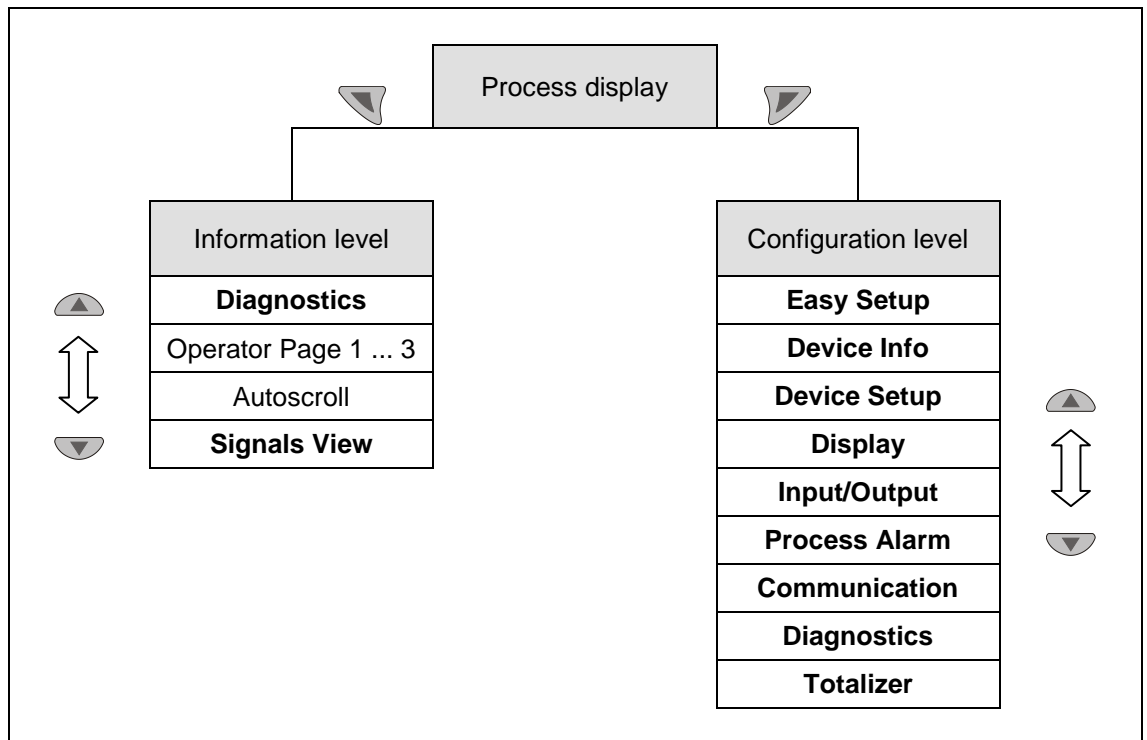 Process display
Information level
Diagnostics
Operator Page 1 ... 3
Autoscroll
Signals View
Configuration level
Easy Setup
Device Info
Device Setup
Display
Input/Output
Process Alarm
Communication
Diagnostics
Totalizer